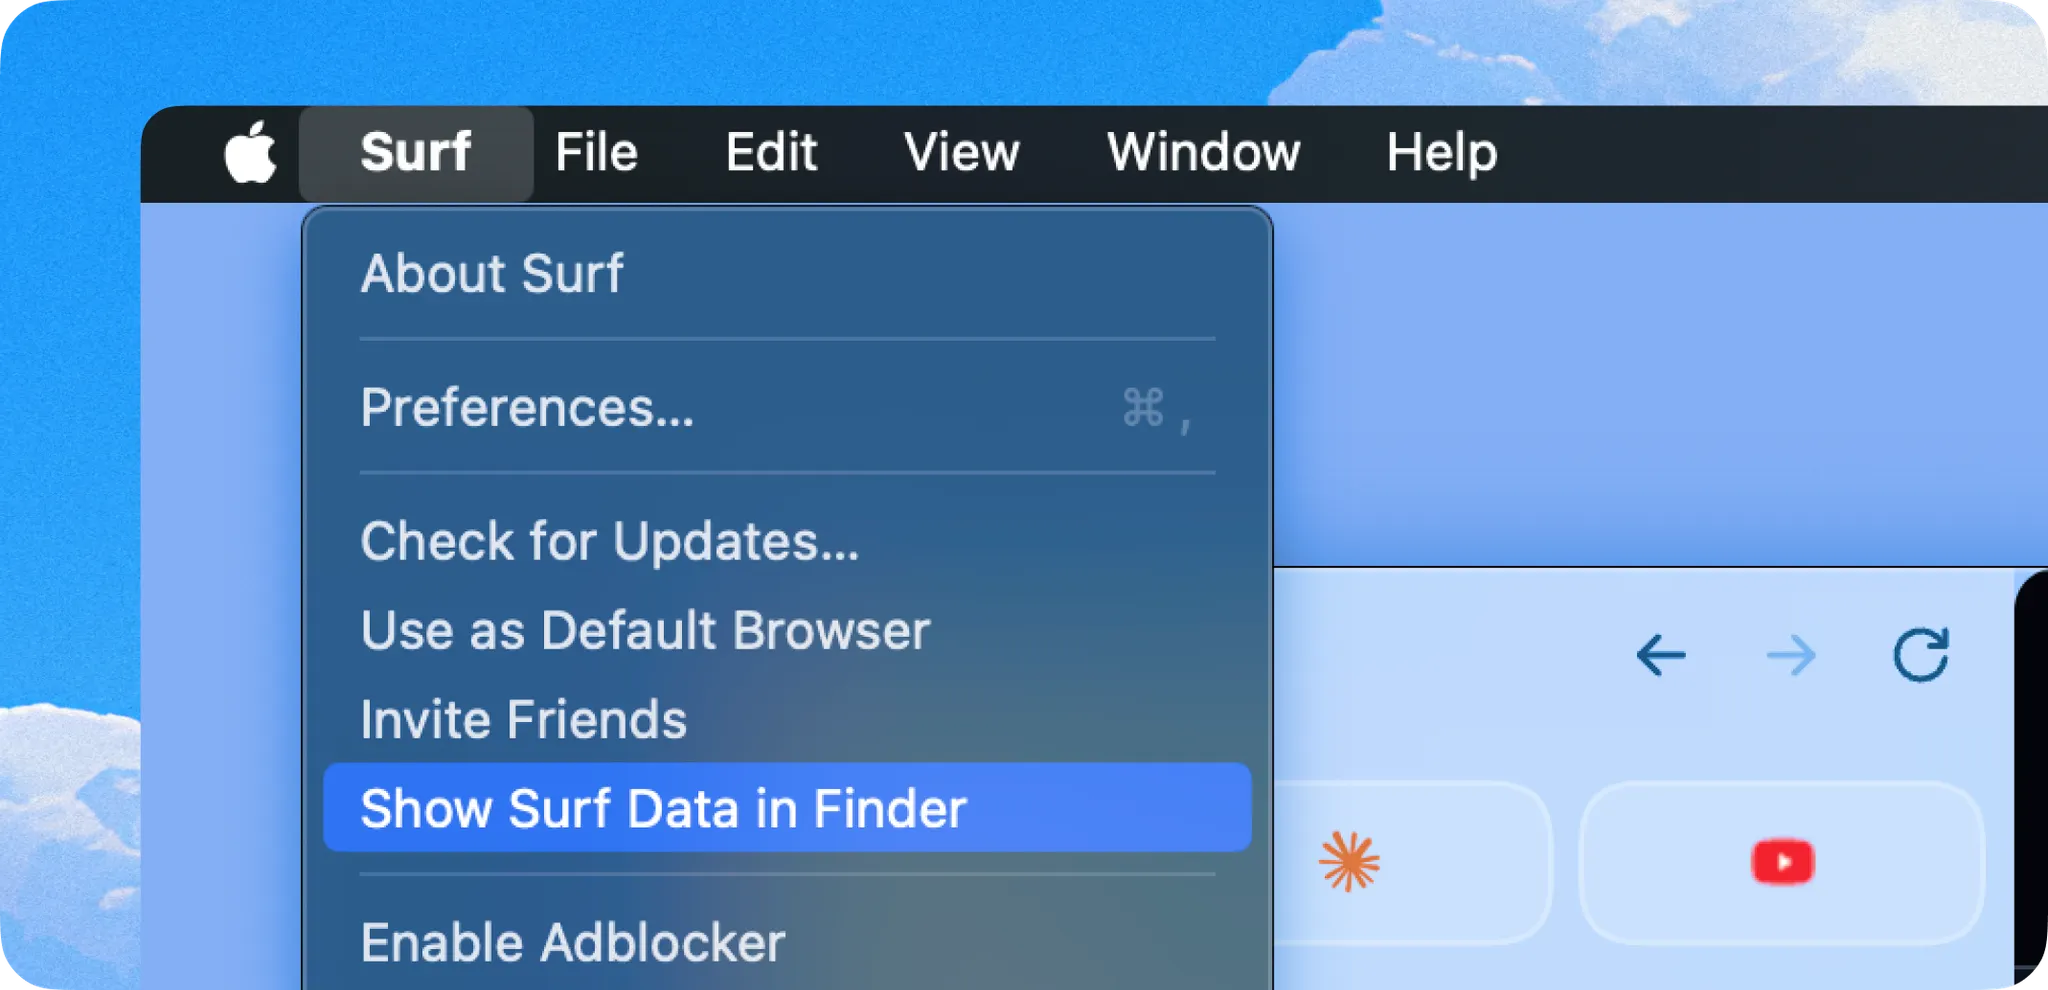 Surf File Edit View Window Help
About Surf
Preferences... ⌘ ,
Check for Updates...
Use as Default Browser
Invite Friends
Show Surf Data in Finder
Enable Adblocker